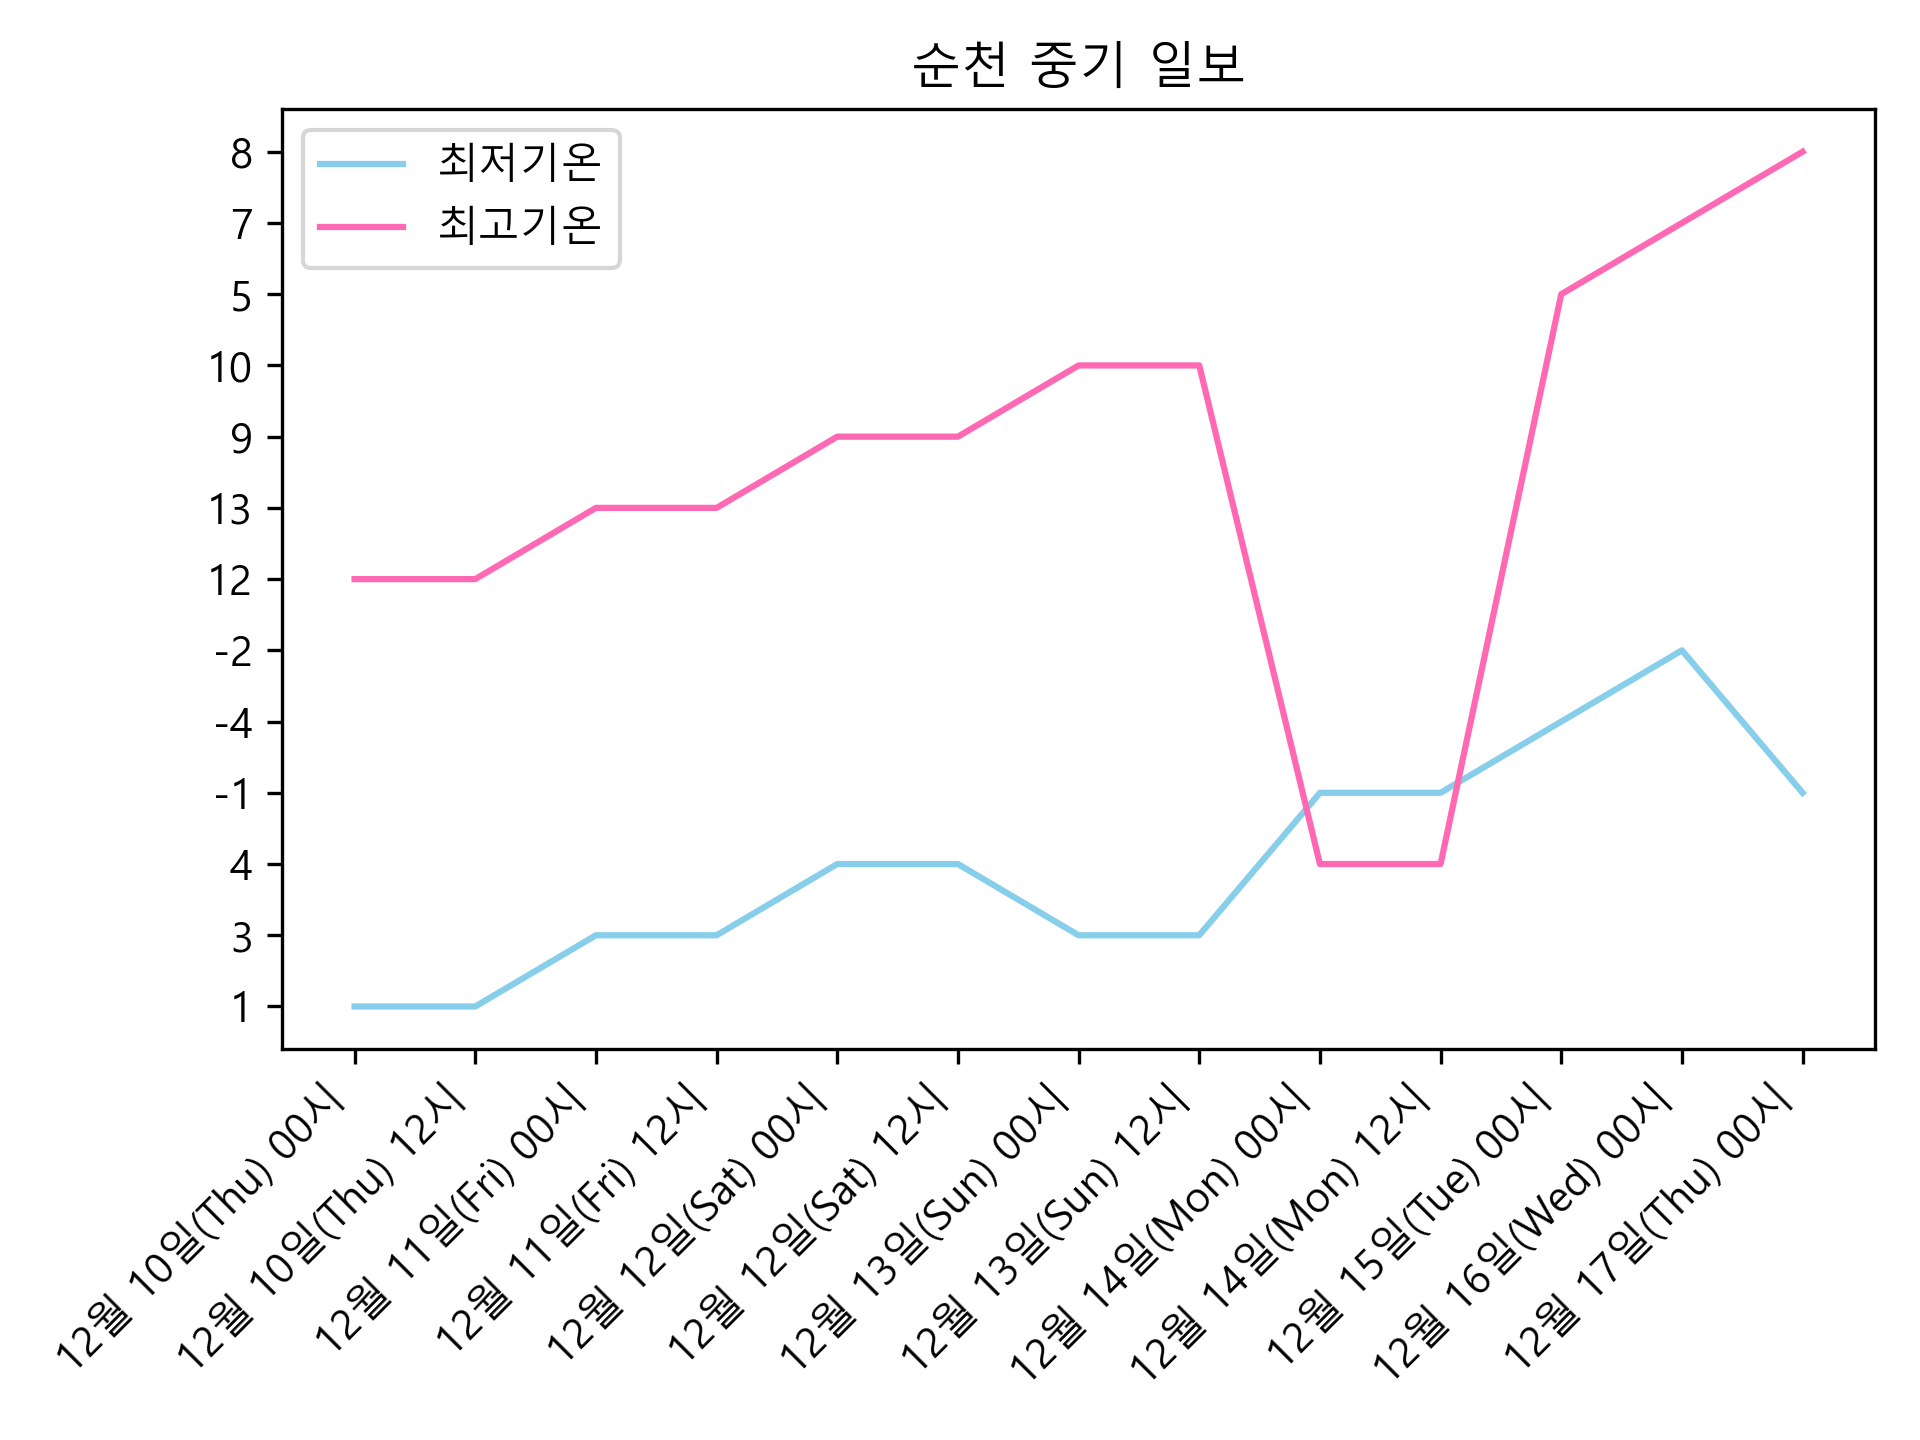 순천 중기 일보
최저기온
최고기온
8
7
5
10
9
13
12
-2
-4
-1
4
3
1
12월 10일(Thu) 00시
12월 10일(Thu) 12시
12월 11일(Fri) 00시
12월 11일(Fri) 12시
12월 12일(Sat) 00시
12월 12일(Sat) 12시
12월 13일(Sun) 00시
12월 13일(Sun) 12시
12월 14일(Mon) 00시
12월 14일(Mon) 12시
12월 15일(Tue) 00시
12월 16일(Wed) 00시
12월 17일(Thu) 00시